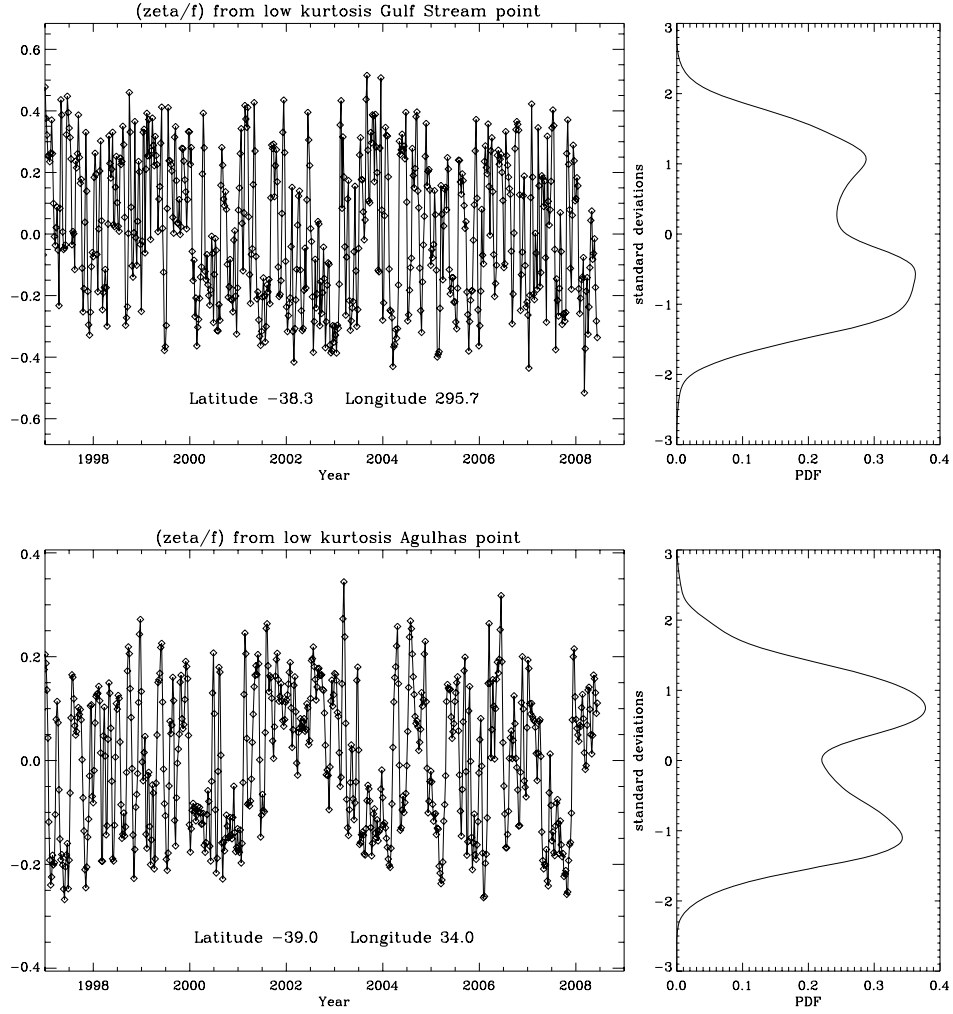 (zeta/f) from low kurtosis Gulf Stream point
0.6
0.4
0.2
0.0
−0.2
−0.4
−0.6
Latitude −38.3 Longitude 295.7
1998 2000 2002 2004 2006 2008
Year
3
2
1
0
−1
−2
−3
standard deviations
0.0 0.1 0.2 0.3 0.4
PDF
(zeta/f) from low kurtosis Agulhas point
0.4
0.2
0.0
−0.2
−0.4
Latitude −39.0 Longitude 34.0
1998 2000 2002 2004 2006 2008
Year
3
2
1
0
−1
−2
−3
standard deviations
0.0 0.1 0.2 0.3 0.4
PDF